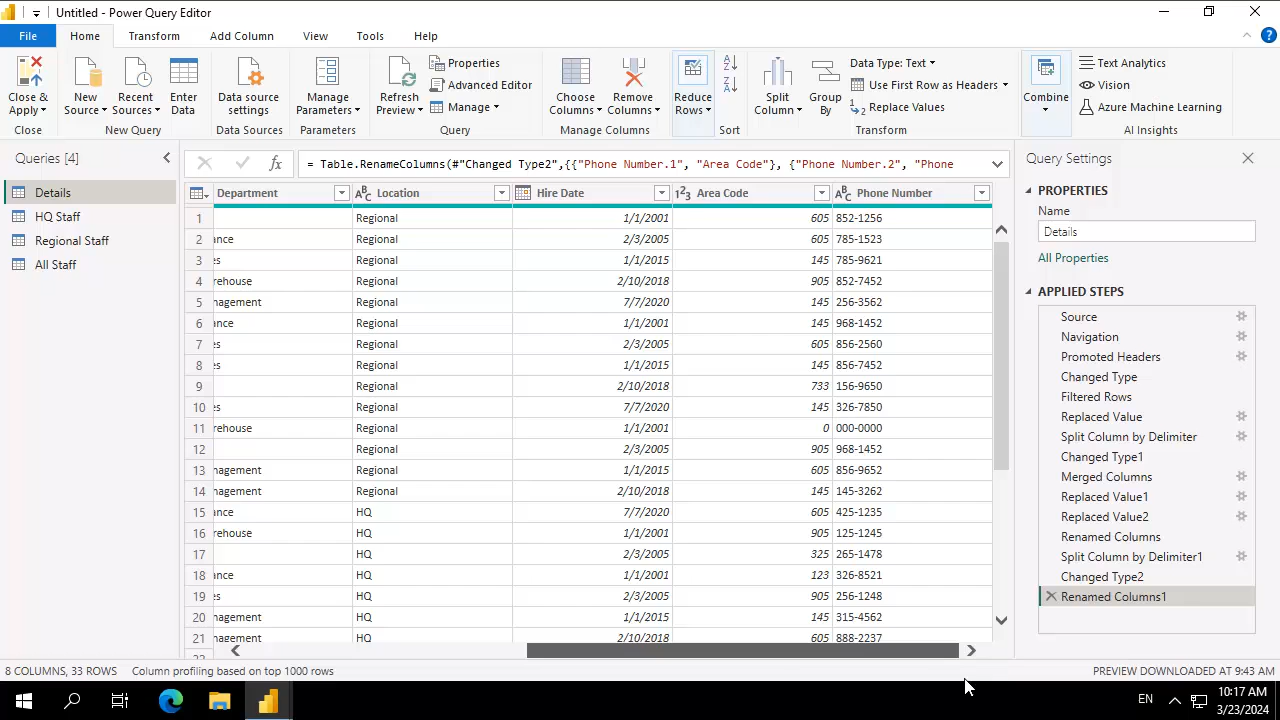 Untitled - Power Query Editor
File Home Transform Add Column View Tools Help
Close & Apply
New Source
Recent Sources
Enter Data
Data source settings
Manage Parameters
Refresh Preview
Properties
Advanced Editor
Manage
Choose Columns
Remove Columns
Reduce Rows
Split Column
Group By
Data Type: Text
Use First Row as Headers
Replace Values
Combine
Text Analytics
Vision
Azure Machine Learning
Close New Query Data Sources Parameters Query Manage Columns Sort Transform AI Insights
Queries [4]
Details
HQ Staff
Regional Staff
All Staff
= Table.RenameColumns(#"Changed Type2",{{"Phone Number.1", "Area Code"}, {"Phone Number.2", "Phone
Department Location Hire Date Area Code Phone Number
1 Regional 1/1/2001 605 852-1256
2 ance Regional 2/3/2005 605 785-1523
3 es Regional 1/1/2015 145 785-9621
4 rehouse Regional 2/10/2018 905 852-7452
5 nagement Regional 7/7/2020 145 256-3562
6 ance Regional 1/1/2001 145 968-1452
7 es Regional 2/3/2005 605 856-2560
8 es Regional 1/1/2015 145 856-7452
9 Regional 2/10/2018 733 156-9650
10 es Regional 7/7/2020 145 326-7850
11 rehouse Regional 1/1/2001 0 000-0000
12 Regional 2/3/2005 905 968-1452
13 nagement Regional 1/1/2015 605 856-9652
14 nagement Regional 2/10/2018 145 145-3262
15 ance HQ 7/7/2020 605 425-1235
16 rehouse HQ 1/1/2001 905 125-1245
17 HQ 2/3/2005 325 265-1478
18 ance HQ 1/1/2001 123 326-8521
19 es HQ 2/3/2005 905 256-1248
20 nagement HQ 1/1/2015 145 315-4562
21 nagement HQ 2/10/2018 605 888-2237
Query Settings
PROPERTIES
Name
Details
All Properties
APPLIED STEPS
Source
Navigation
Promoted Headers
Changed Type
Filtered Rows
Replaced Value
Split Column by Delimiter
Changed Type1
Merged Columns
Replaced Value1
Replaced Value2
Renamed Columns
Split Column by Delimiter1
Changed Type2
Renamed Columns1
8 COLUMNS, 33 ROWS Column profiling based on top 1000 rows PREVIEW DOWNLOADED AT 9:43 AM
EN
10:17 AM
3/23/2024